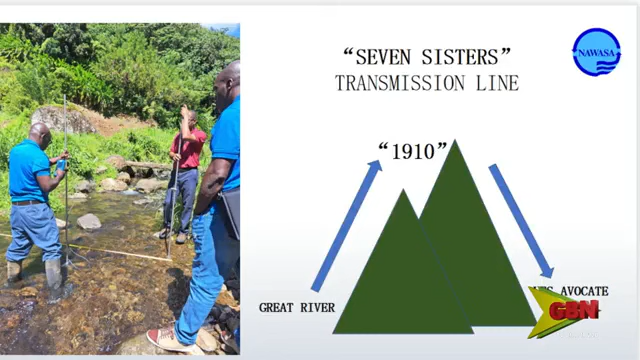 NAWASA
“SEVEN SISTERS”
TRANSMISSION LINE
“1910”
GREAT RIVER
AVOCATE
GBN